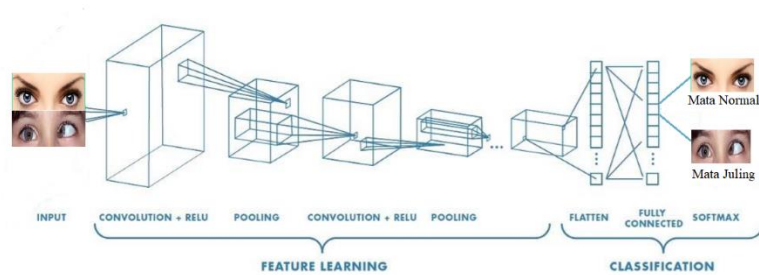 Mata Normal
Mata Juling
INPUT
CONVOLUTION + RELU
POOLING
CONVOLUTION + RELU
POOLING
...
FLATTEN
FULLY
CONNECTED
SOFTMAX
FEATURE LEARNING
CLASSIFICATION